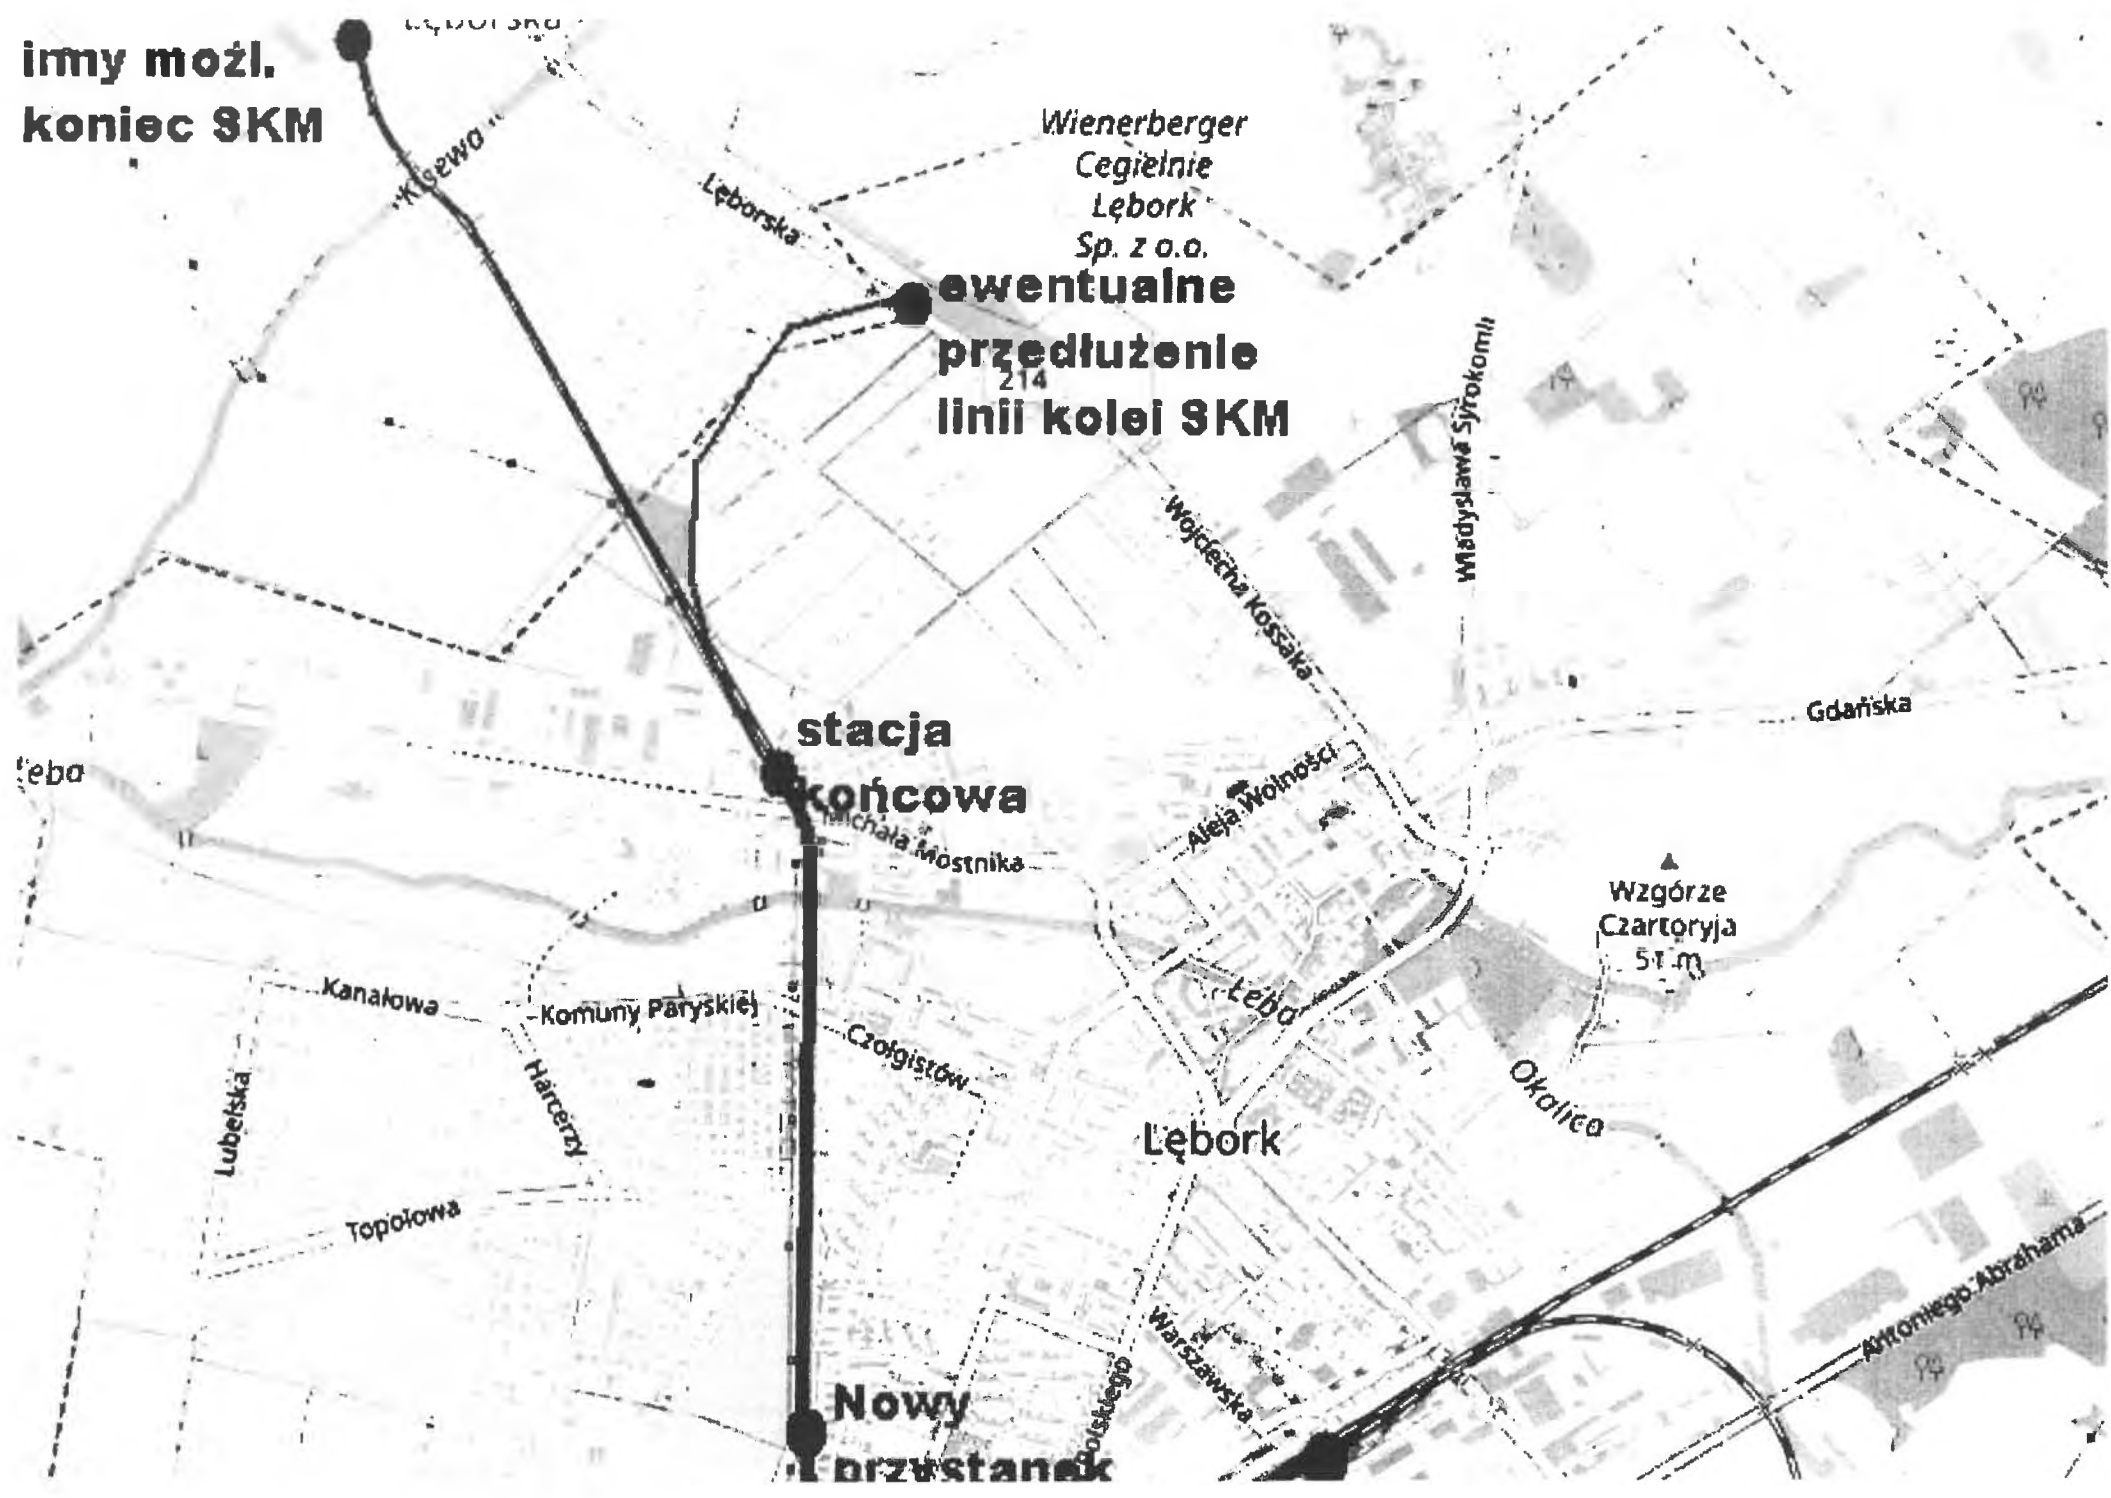 Lęborska
inny możl.
koniec SKM
"Kisewa"
Wienerberger
Cegielnie
Lębork
Sp. z o.o.
Lęborska
ewentualne
przedłużenie
214
linii kolei SKM
Władysława Syrokomli
Wojciecha Kossaka
Gdańska
stacja
końcowa
Łeba
Aleja Wolności
Michała Mostnika
Wzgórze
Czartoryja
51 m
Kanałowa
Komuny Paryskiej
Łeba
Czołgistów
Harcerzy
Lubelska
Okalica
Lębork
Topolowa
Antoniego Abrahama
Warszawska
Nowy
przystanek